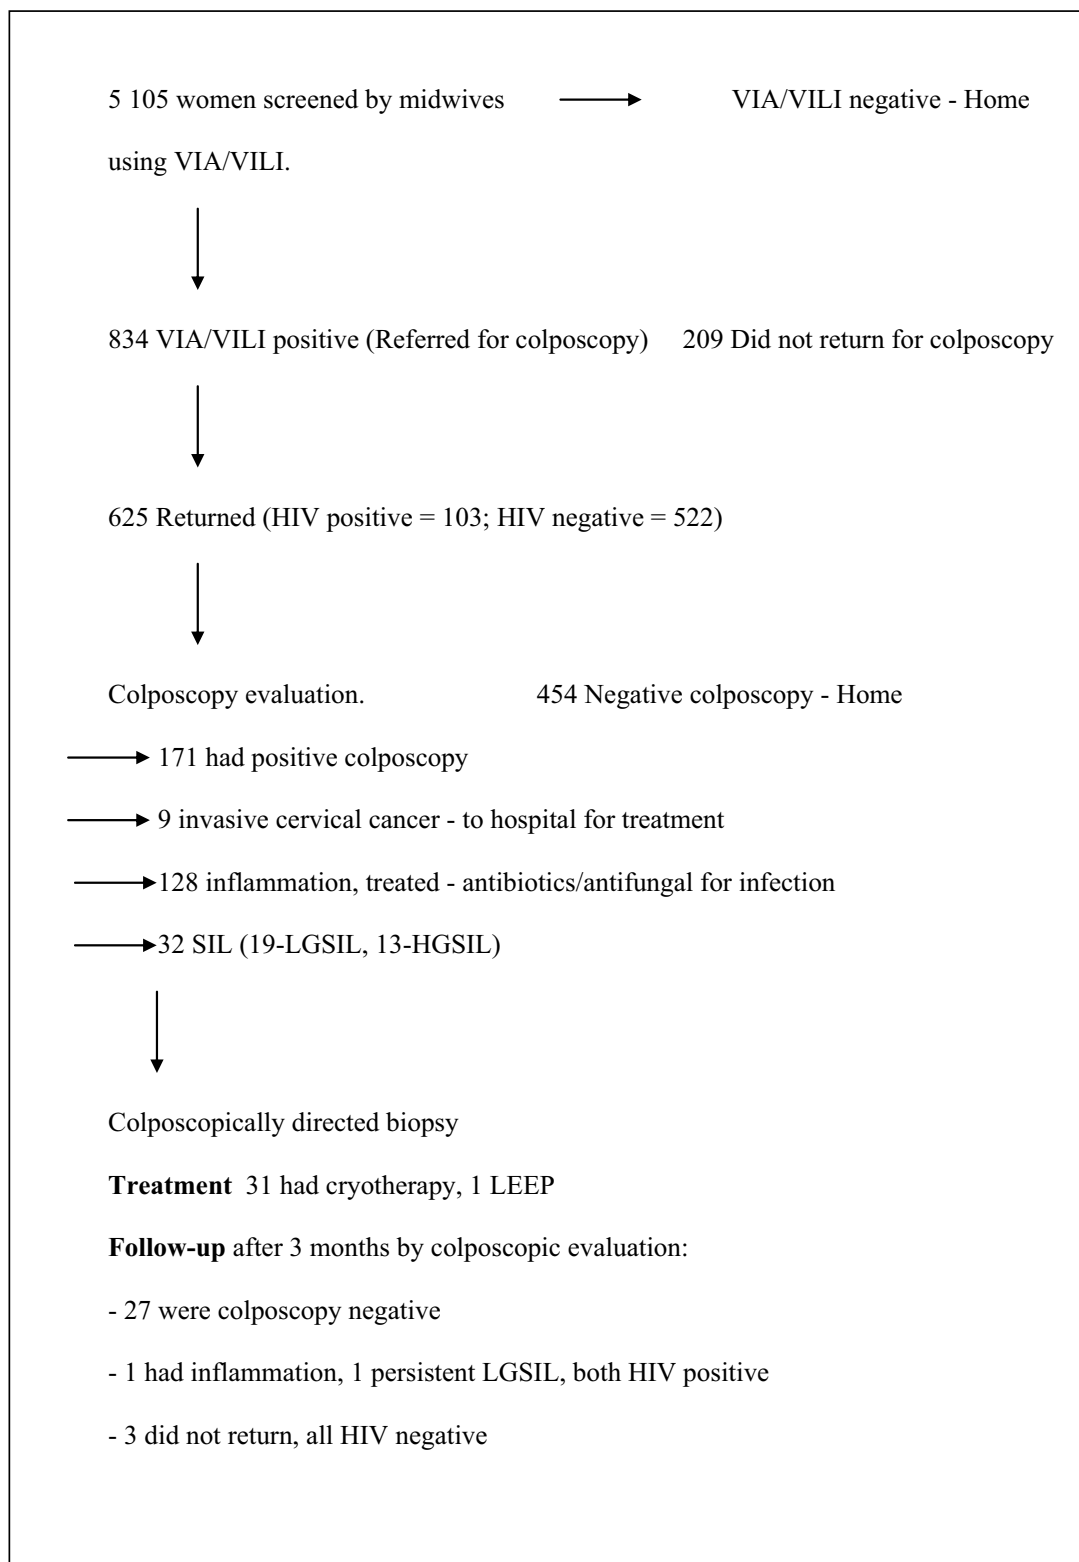 5 105 women screened by midwives VIA/VILI negative - Home
using VIA/VILI.
834 VIA/VILI positive (Referred for colposcopy) 209 Did not return for colposcopy
625 Returned (HIV positive = 103; HIV negative = 522)
Colposcopy evaluation. 454 Negative colposcopy - Home
171 had positive colposcopy
9 invasive cervical cancer - to hospital for treatment
128 inflammation, treated - antibiotics/antifungal for infection
32 SIL (19-LGSIL, 13-HGSIL)
Colposcopically directed biopsy
Treatment 31 had cryotherapy, 1 LEEP
Follow-up after 3 months by colposcopic evaluation:
- 27 were colposcopy negative
- 1 had inflammation, 1 persistent LGSIL, both HIV positive
- 3 did not return, all HIV negative